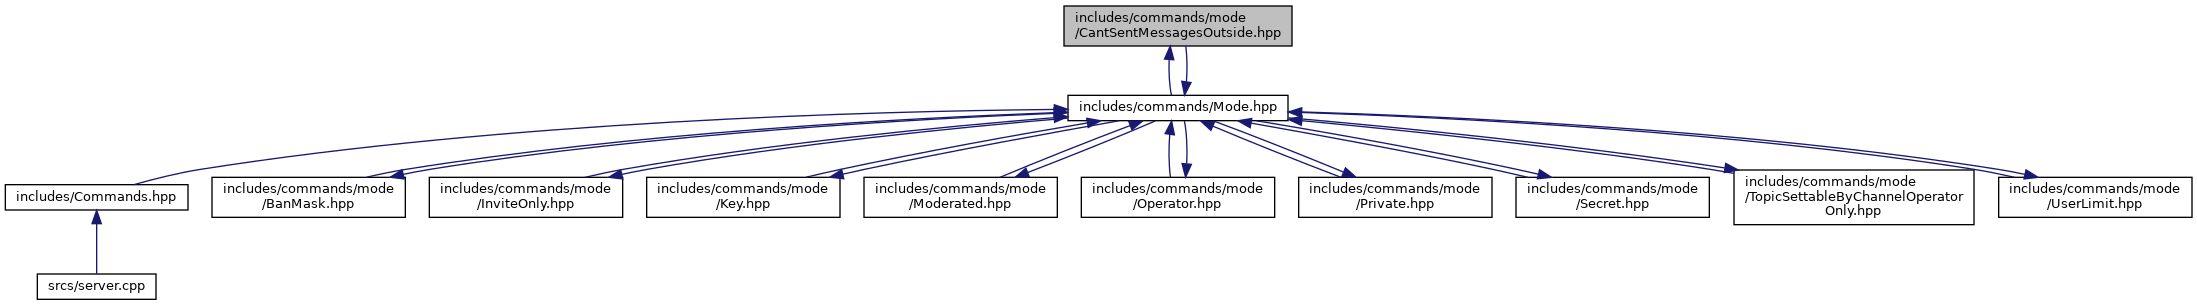 includes/commands/mode
/CantSentMessagesOutside.hpp
includes/commands/Mode.hpp
includes/Commands.hpp
includes/commands/mode
/BanMask.hpp
includes/commands/mode
/InviteOnly.hpp
includes/commands/mode
/Key.hpp
includes/commands/mode
/Moderated.hpp
includes/commands/mode
/Operator.hpp
includes/commands/mode
/Private.hpp
includes/commands/mode
/Secret.hpp
includes/commands/mode
/TopicSettableByChannelOperator
Only.hpp
includes/commands/mode
/UserLimit.hpp
srcs/server.cpp